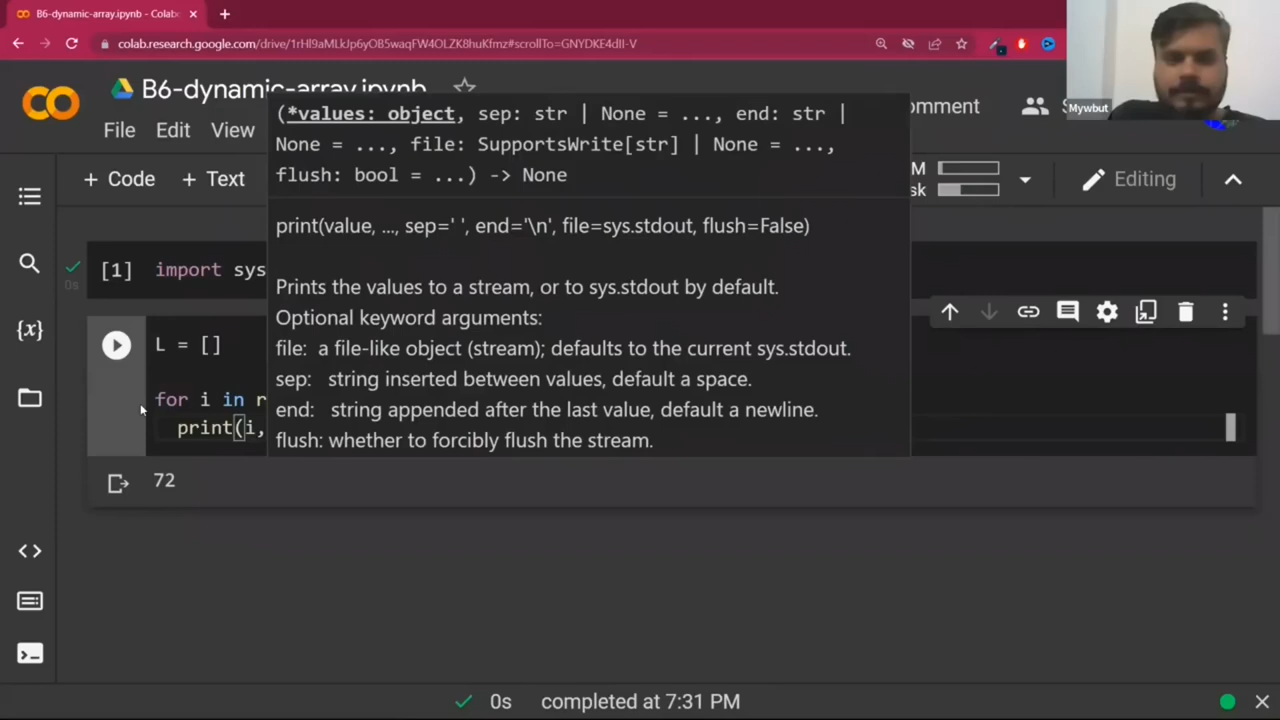 B6-dynamic-array.ipynb - Colab
colab.research.google.com/drive/1rHl9aMLkJp6yOB5waqFW4OLZK8huKfmz#scrollTo=GNYDKE4dII-V
Mywbut
B6-dynamic-array.ipynb
File Edit View
omment
+ Code + Text
M
sk
Editing
(*values: object, sep: str | None = ..., end: str |
None = ..., file: SupportsWrite[str] | None = ...,
flush: bool = ...) -> None
print(value, ..., sep=' ', end='\n', file=sys.stdout, flush=False)
Prints the values to a stream, or to sys.stdout by default.
Optional keyword arguments:
file: a file-like object (stream); defaults to the current sys.stdout.
sep: string inserted between values, default a space.
end: string appended after the last value, default a newline.
flush: whether to forcibly flush the stream.
[1] import sys
0s
L = []
for i in r
print(i,
72
{x}
0s completed at 7:31 PM